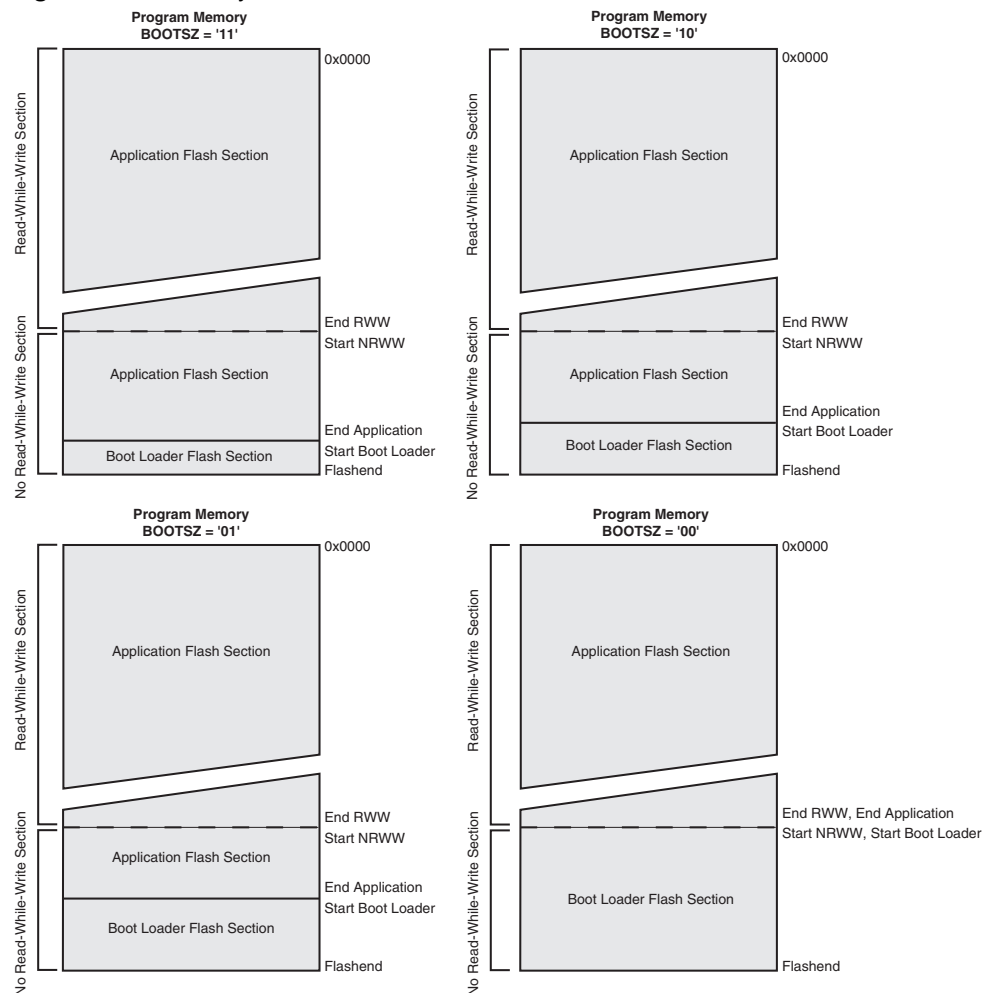 Program Memory
BOOTSZ = '11'
0x0000
Read-While-Write Section
Application Flash Section
End RWW
Start NRWW
No Read-While-Write Section
Application Flash Section
End Application
Start Boot Loader
Boot Loader Flash Section
Flashend
Program Memory
BOOTSZ = '10'
0x0000
Read-While-Write Section
Application Flash Section
End RWW
Start NRWW
No Read-While-Write Section
Application Flash Section
End Application
Start Boot Loader
Boot Loader Flash Section
Flashend
Program Memory
BOOTSZ = '01'
0x0000
Read-While-Write Section
Application Flash Section
End RWW
Start NRWW
No Read-While-Write Section
Application Flash Section
End Application
Start Boot Loader
Boot Loader Flash Section
Flashend
Program Memory
BOOTSZ = '00'
0x0000
Read-While-Write Section
Application Flash Section
End RWW, End Application
Start NRWW, Start Boot Loader
No Read-While-Write Section
Boot Loader Flash Section
Flashend